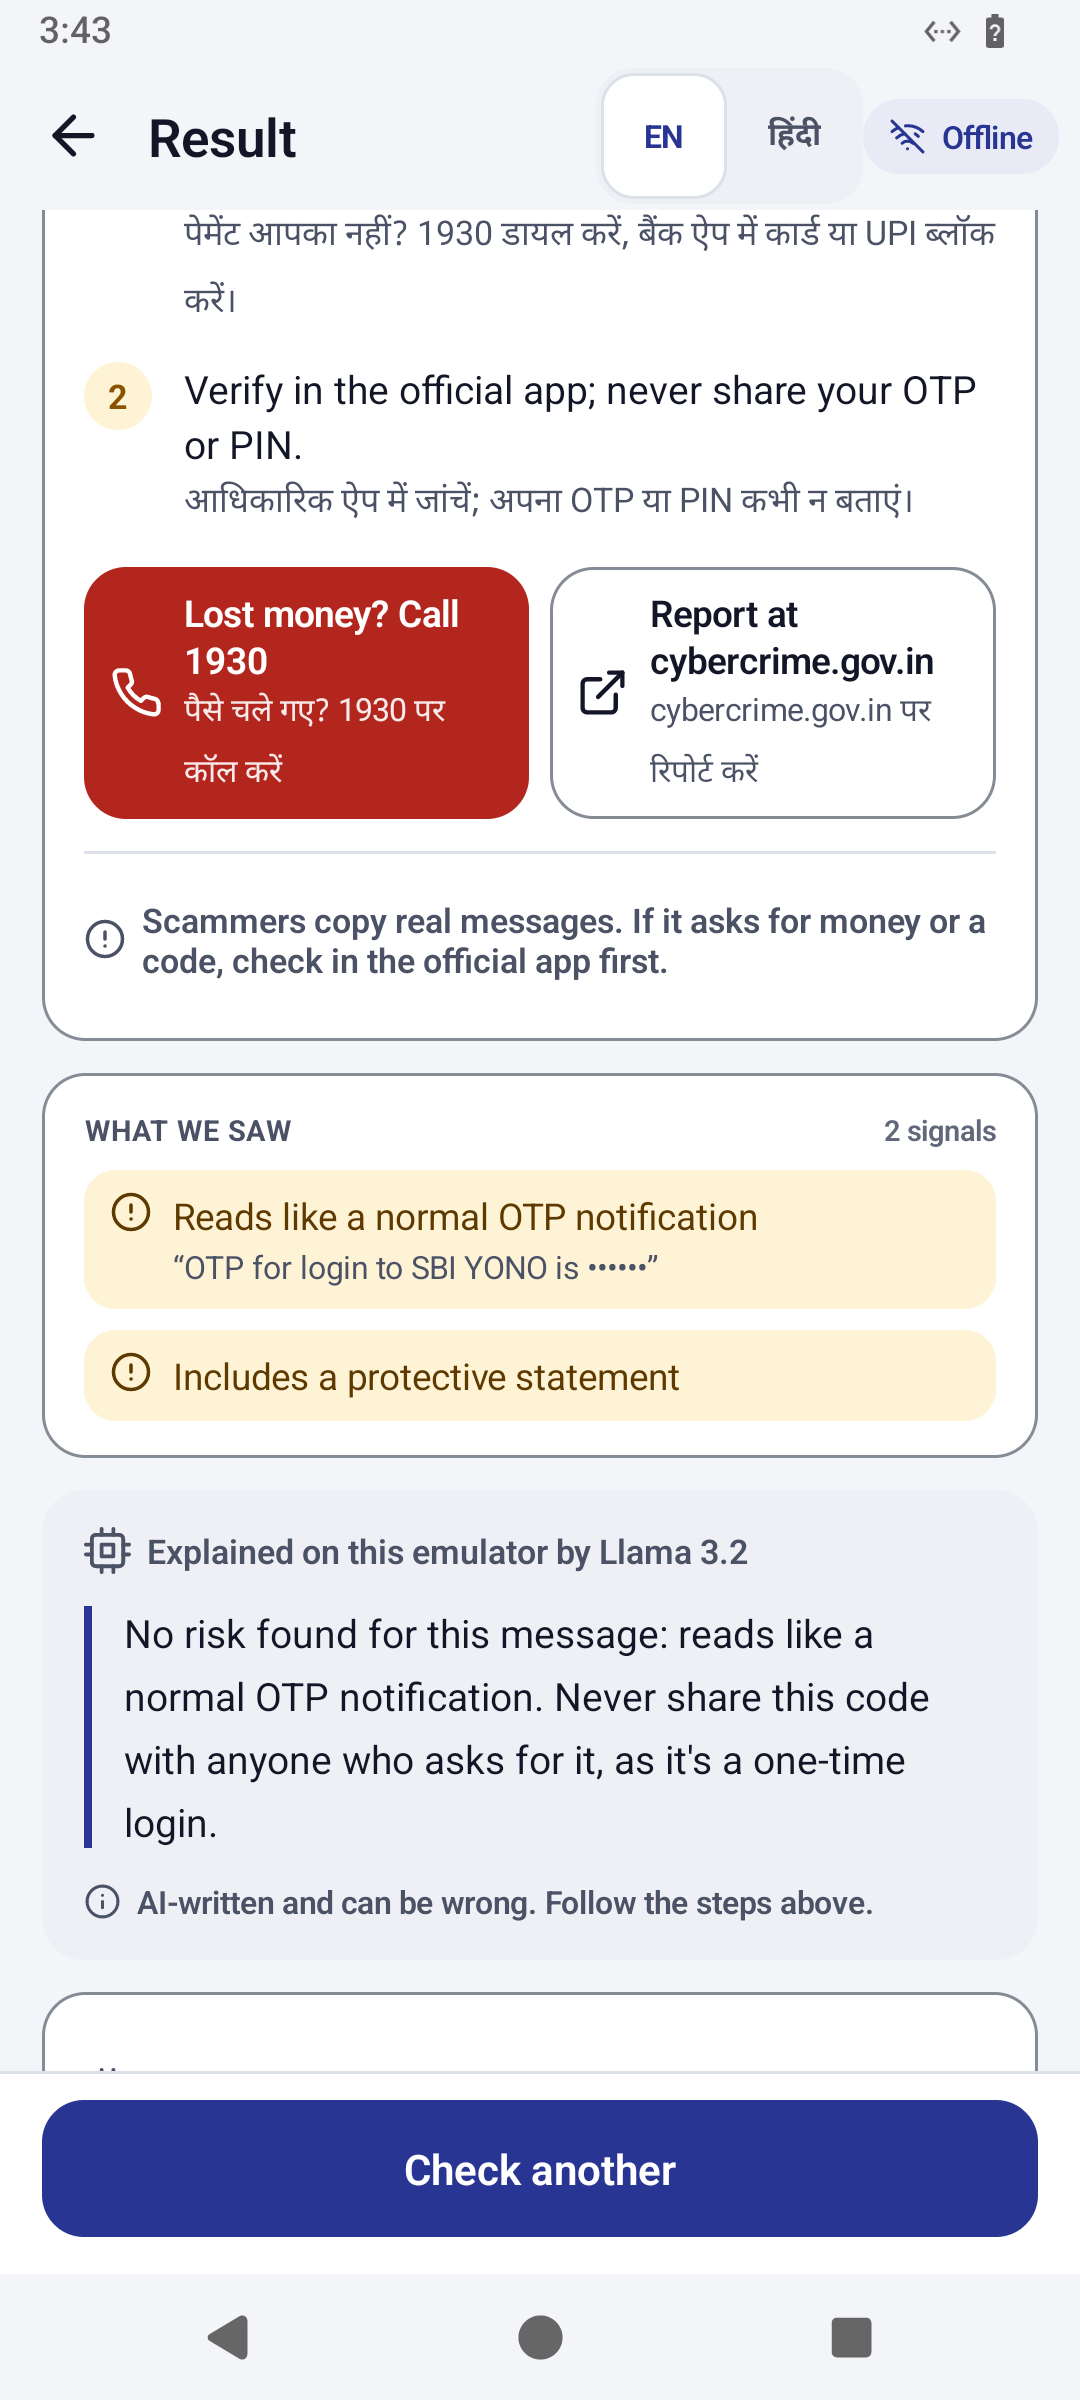 3:43
Result
EN
हिंदी
Offline
पेमेंट आपका नहीं? 1930 डायल करें, बैंक ऐप में कार्ड या UPI ब्लॉक
करें।
2
Verify in the official app; never share your OTP
or PIN.
आधिकारिक ऐप में जांचें; अपना OTP या PIN कभी न बताएं।
Lost money? Call
1930
पैसे चले गए? 1930 पर
कॉल करें
Report at
cybercrime.gov.in
cybercrime.gov.in पर
रिपोर्ट करें
Scammers copy real messages. If it asks for money or a
code, check in the official app first.
WHAT WE SAW
2 signals
Reads like a normal OTP notification
“OTP for login to SBI YONO is ••••••”
Includes a protective statement
Explained on this emulator by Llama 3.2
No risk found for this message: reads like a
normal OTP notification. Never share this code
with anyone who asks for it, as it's a one-time
login.
AI-written and can be wrong. Follow the steps above.
Check another